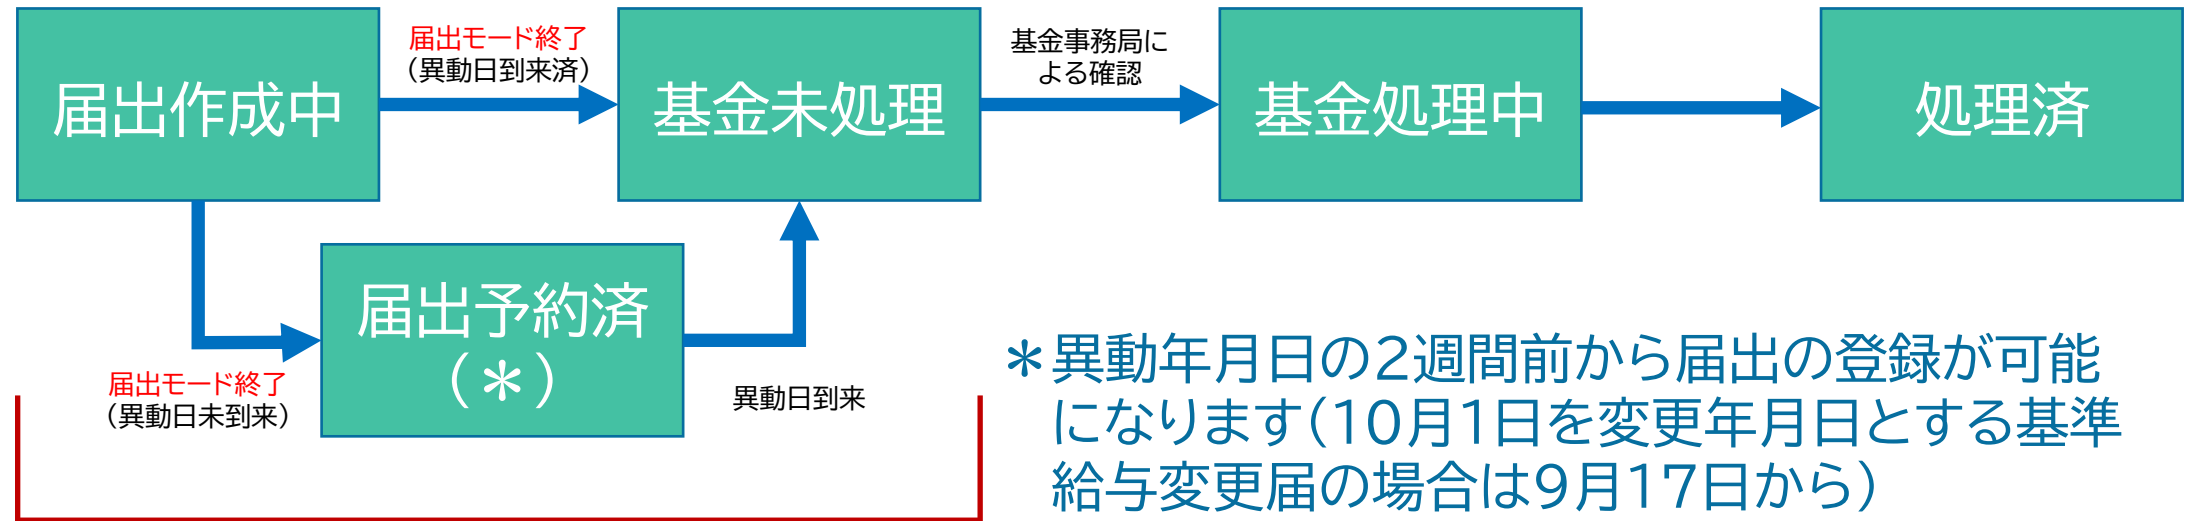 届出作成中
届出モード終了
（異動日到来済）
基金未処理
基金事務局に
よる確認
基金処理中
処理済
届出モード終了
（異動日未到来）
届出予約済
（＊）
異動日到来
＊異動年月日の2週間前から届出の登録が可能
になります(10月1日を変更年月日とする基準
給与変更届の場合は9月17日から)